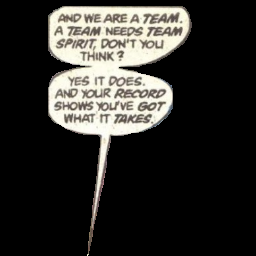 AND WE ARE A TEAM.
A TEAM NEEDS TEAM
SPIRIT, DON'T YOU
THINK?
YES IT DOES.
AND YOUR RECORD
SHOWS YOU'VE GOT
WHAT IT TAKES.